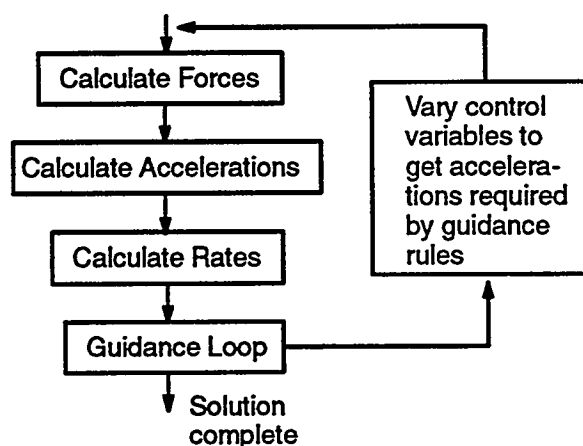 Calculate Forces
Calculate Accelerations
Calculate Rates
Guidance Loop
Solution
complete
Vary control
variables to
get accelera-
tions required
by guidance
rules